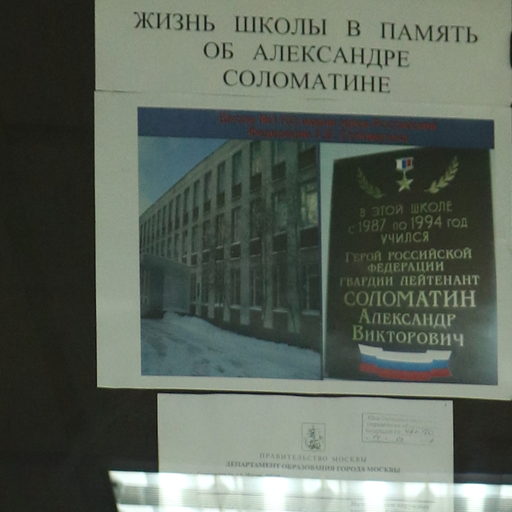 ЖИЗНЬ ШКОЛЫ В ПАМЯТЬ
ОБ АЛЕКСАНДРЕ
СОЛОМАТИНЕ
В ЭТОЙ ШКОЛЕ
С 1987 ПО 1994 ГОД
УЧИЛСЯ
ГЕРОЙ РОССИЙСКОЙ
ФЕДЕРАЦИИ
ГВАРДИИ ЛЕЙТЕНАНТ
СОЛОМАТИН
АЛЕКСАНДР
ВИКТОРОВИЧ
ПРАВИТЕЛЬСТВО МОСКВЫ
ДЕПАРТАМЕНТ ОБРАЗОВАНИЯ ГОРОДА МОСКВЫ